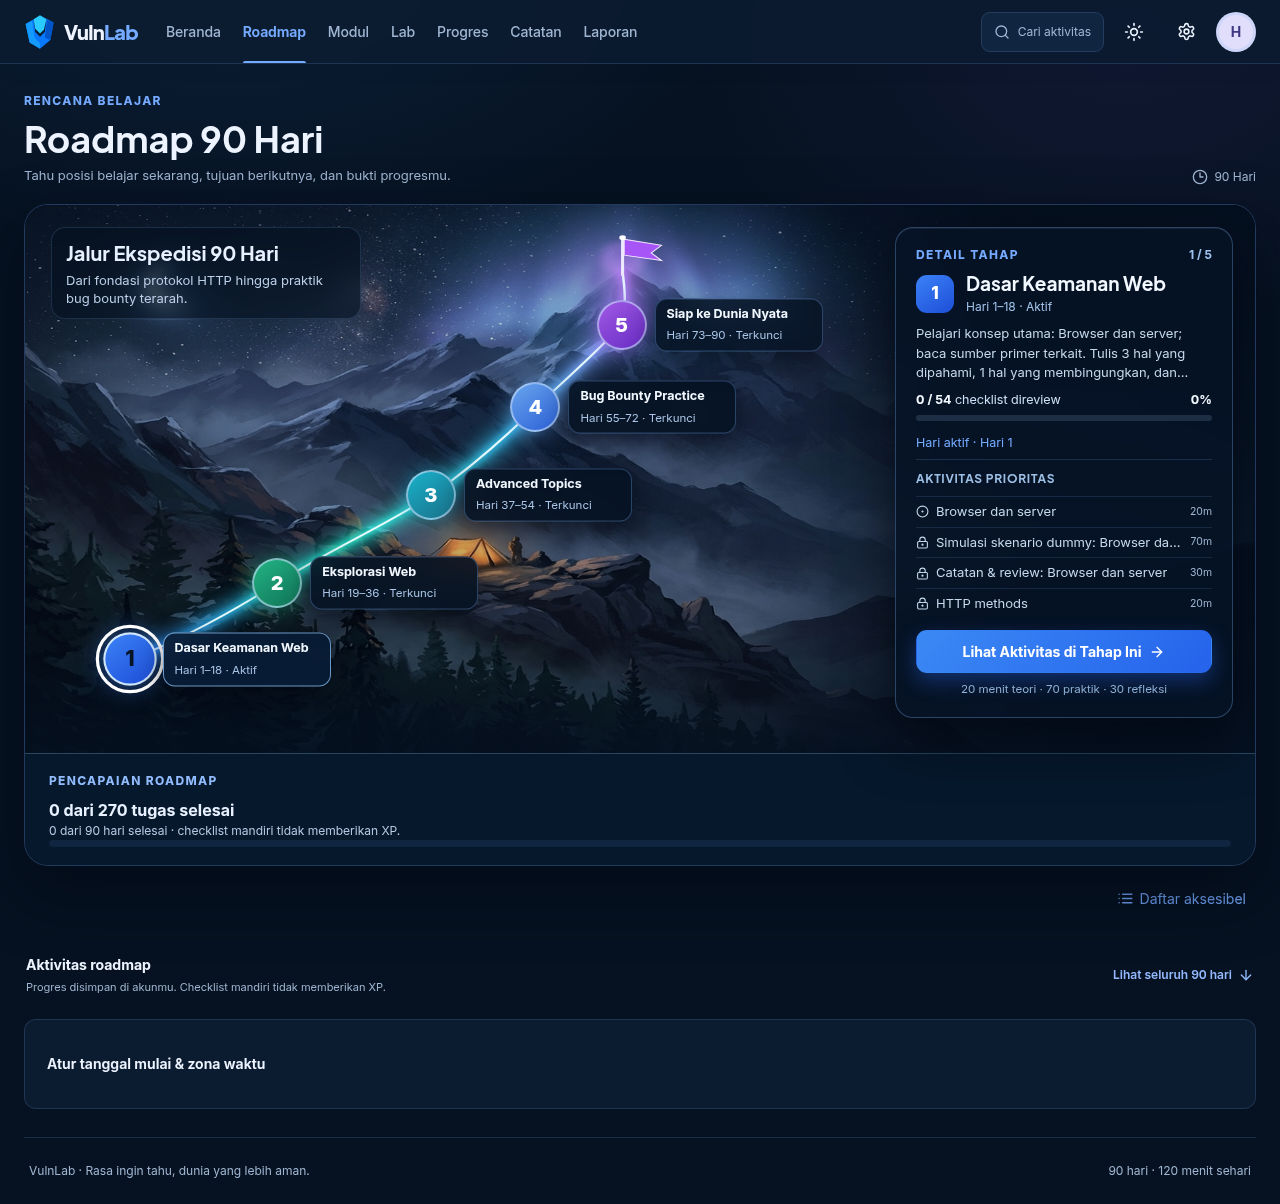 VulnLab
Beranda
Roadmap
Modul
Lab
Progres
Catatan
Laporan
Cari aktivitas
H
RENCANA BELAJAR
Roadmap 90 Hari
Tahu posisi belajar sekarang, tujuan berikutnya, dan bukti progresmu.
90 Hari
Jalur Ekspedisi 90 Hari
Dari fondasi protokol HTTP hingga praktik
bug bounty terarah.
5
Siap ke Dunia Nyata
Hari 73–90 · Terkunci
4
Bug Bounty Practice
Hari 55–72 · Terkunci
3
Advanced Topics
Hari 37–54 · Terkunci
2
Eksplorasi Web
Hari 19–36 · Terkunci
1
Dasar Keamanan Web
Hari 1–18 · Aktif
DETAIL TAHAP
1 / 5
1
Dasar Keamanan Web
Hari 1–18 · Aktif
Pelajari konsep utama: Browser dan server;
baca sumber primer terkait. Tulis 3 hal yang
dipahami, 1 hal yang membingungkan, dan...
0 / 54 checklist direview
0%
Hari aktif · Hari 1
AKTIVITAS PRIORITAS
Browser dan server
20m
Simulasi skenario dummy: Browser da...
70m
Catatan & review: Browser dan server
30m
HTTP methods
20m
Lihat Aktivitas di Tahap Ini
20 menit teori · 70 praktik · 30 refleksi
PENCAPAIAN ROADMAP
0 dari 270 tugas selesai
0 dari 90 hari selesai · checklist mandiri tidak memberikan XP.
Daftar aksesibel
Aktivitas roadmap
Progres disimpan di akunmu. Checklist mandiri tidak memberikan XP.
Lihat seluruh 90 hari
Atur tanggal mulai & zona waktu
VulnLab · Rasa ingin tahu, dunia yang lebih aman.
90 hari · 120 menit sehari